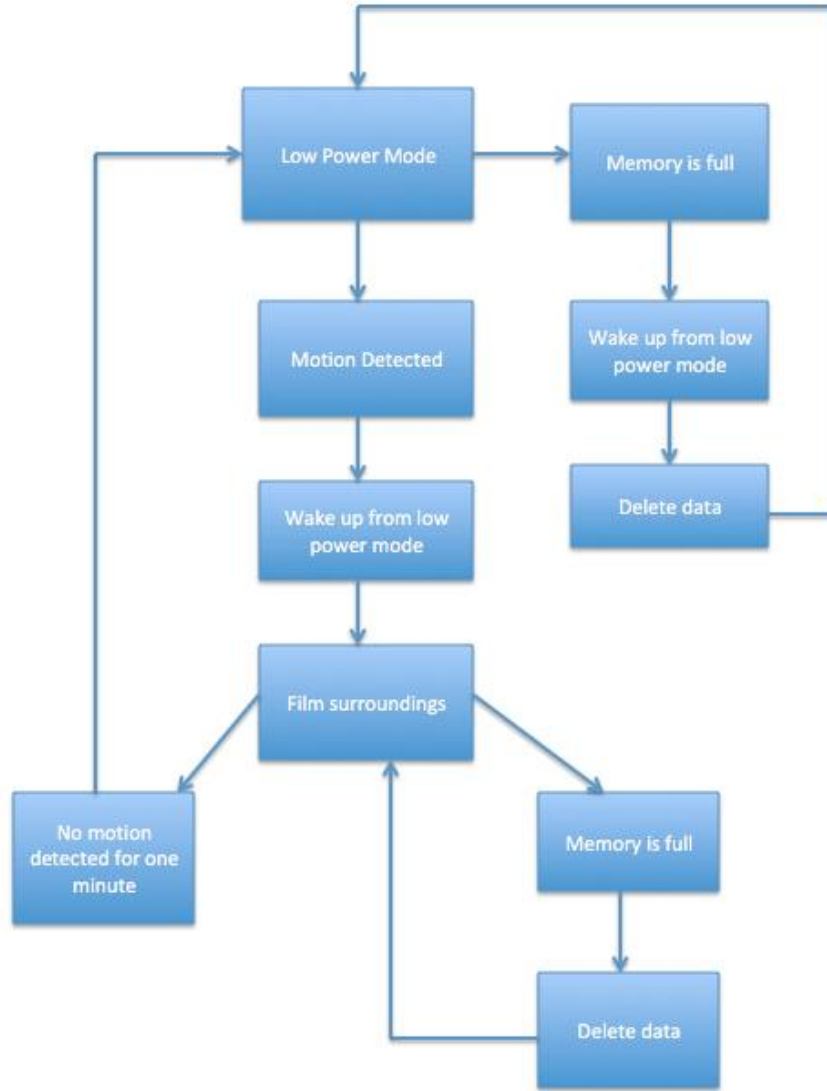 Low Power Mode
Memory is full
Motion Detected
Wake up from low
power mode
Wake up from low
power mode
Delete data
Film surroundings
No motion
detected for one
minute
Memory is full
Delete data